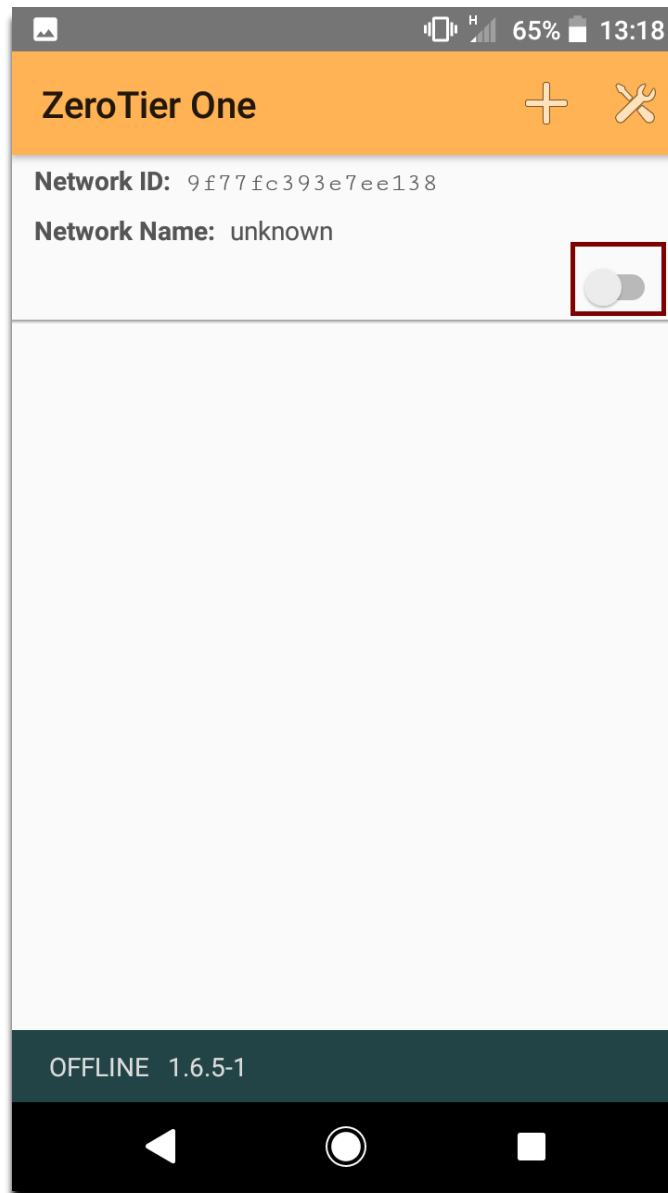 H 65% 13:18
ZeroTier One
Network ID: 9f77fc393e7ee138
Network Name: unknown
OFFLINE 1.6.5-1